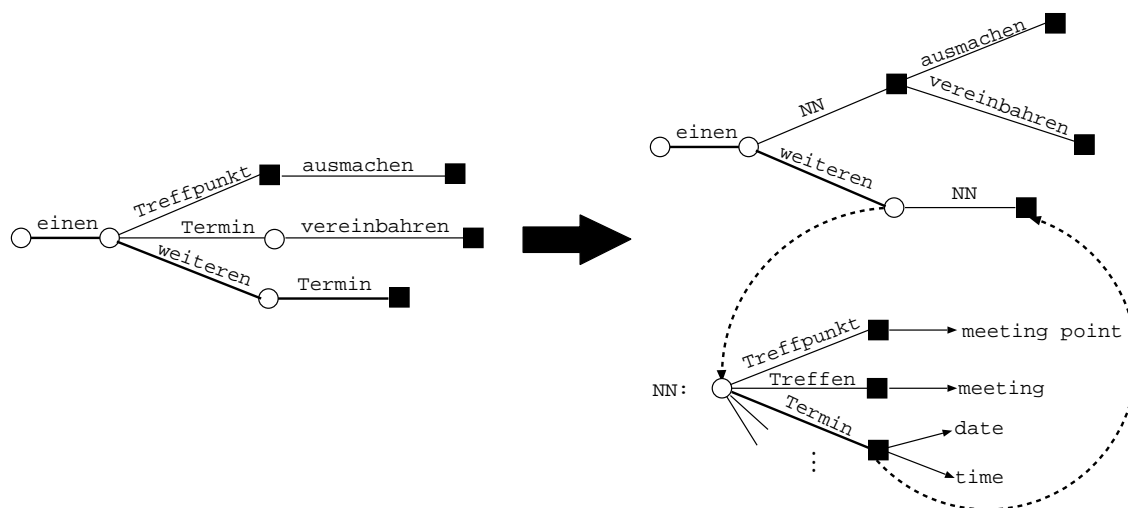 einen
Treffpunkt
ausmachen
Termin
vereinbahren
weiteren
Termin
einen
NN
ausmachen
vereinbahren
weiteren
NN
NN:
Treffpunkt
meeting point
Treffen
meeting
Termin
date
time
⋮